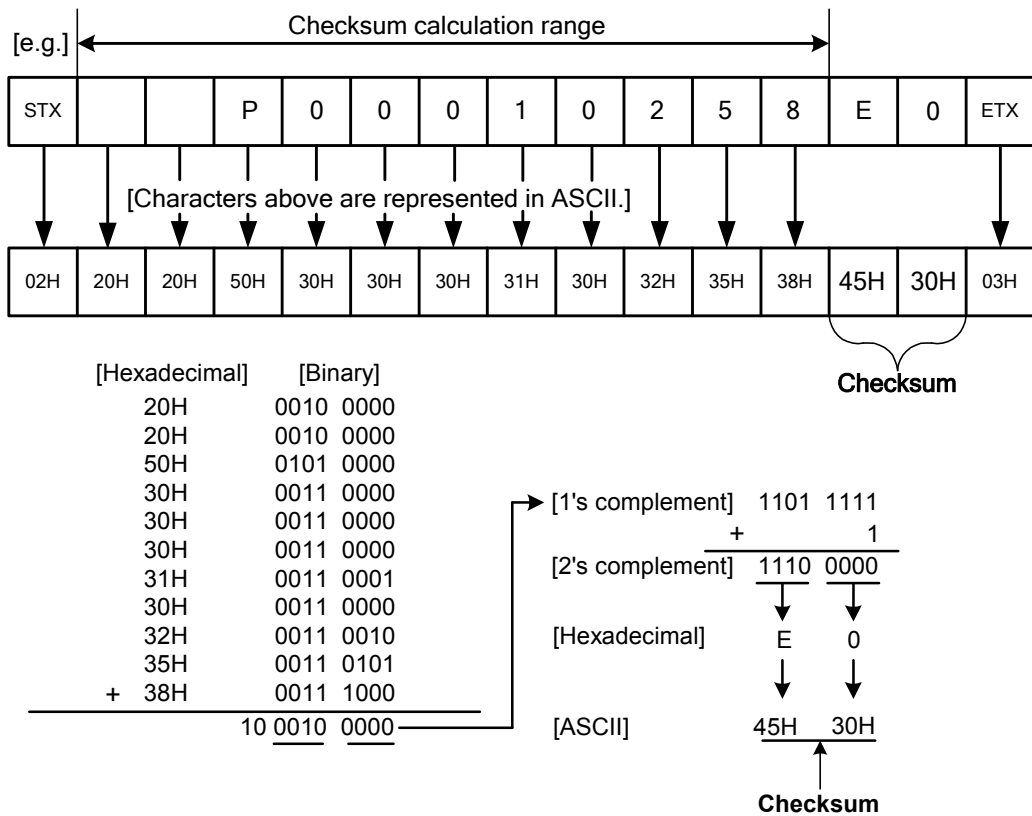 [e.g.] Checksum calculation range
STX P 0 0 0 1 0 2 5 8 E 0 ETX
[Characters above are represented in ASCII.]
02H 20H 20H 50H 30H 30H 30H 31H 30H 32H 35H 38H 45H 30H 03H
Checksum
[Hexadecimal] [Binary]
20H 0010 0000
20H 0010 0000
50H 0101 0000
30H 0011 0000
30H 0011 0000
30H 0011 0000
31H 0011 0001
30H 0011 0000
32H 0011 0010
35H 0011 0101
+ 38H 0011 1000
10 0010 0000
[1's complement] 1101 1111
+ 1
[2's complement] 1110 0000
[Hexadecimal] E 0
[ASCII] 45H 30H
Checksum